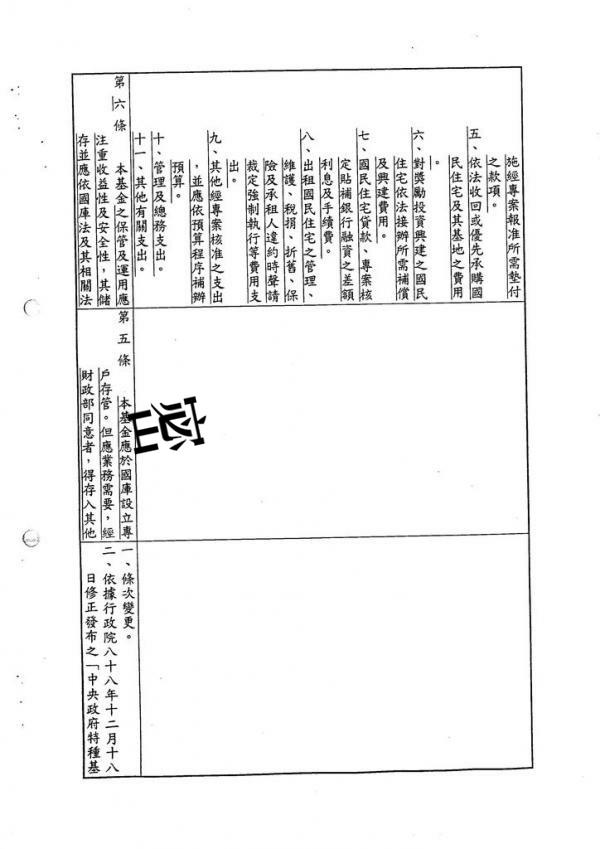 施經專案報准所需墊付
之款項。
五、依法收回或優先承購國
民住宅及其基地之費用
。
六、對獎勵投資興建之國民
住宅依法接辦所需補償
及興建費用。
七、國民住宅貸款、專案核
定貼補銀行融資之差額
利息及手續費。
八、出租國民住宅之管理、
維護、稅捐、折舊、保
險及承租人違約時聲請
裁定強制執行等費用支
出。
九、其他經專案核准之支出
，並應依預算程序補辦
預算。
十、管理及總務支出。
十一、其他有關支出。
第六條　本基金之保管及運用應
注重收益性及安全性，其儲
存並應依國庫法及其相關法
第五條　本基金應於國庫設立專
戶存管。但應業務需要，經
財政部同意者，得存入其他
一、條次變更。
二、依據行政院八十八年十二月十八
日修正發布之「中央政府特種基